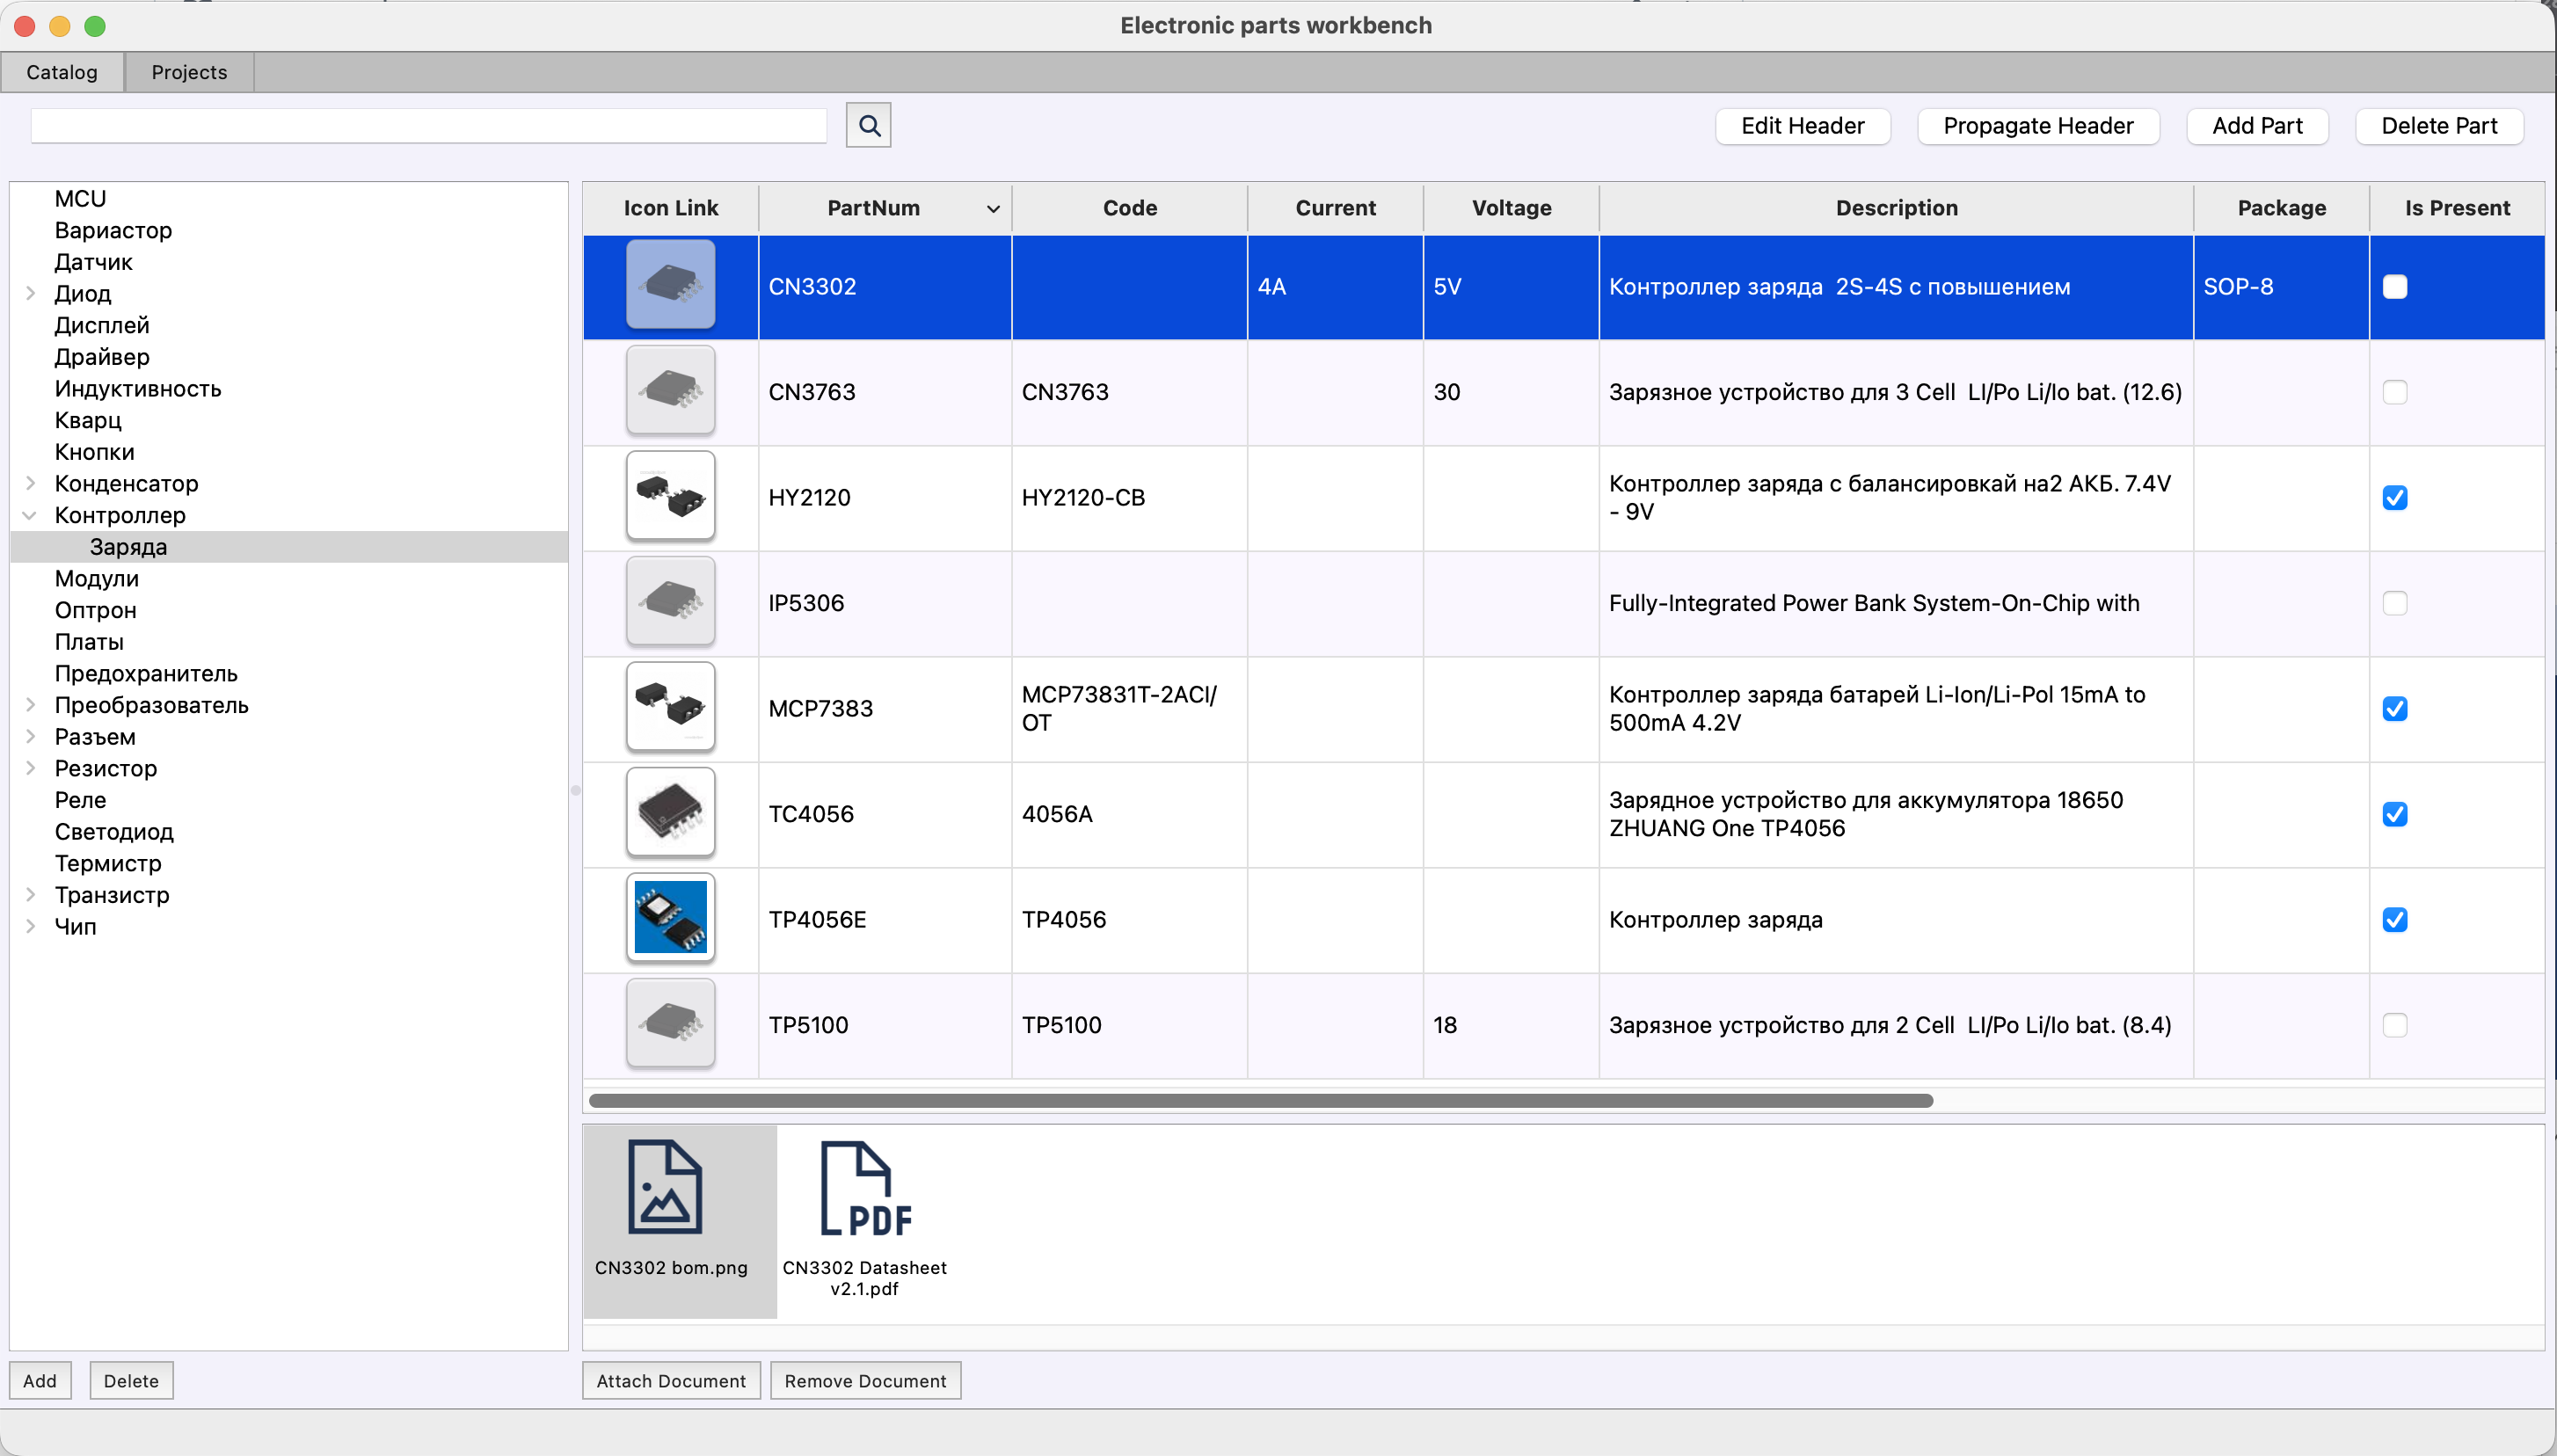 Electronic parts workbench
Catalog
Projects
Edit Header
Propagate Header
Add Part
Delete Part
MCU
Вариастор
Датчик
Диод
Дисплей
Драйвер
Индуктивность
Кварц
Кнопки
Конденсатор
Контроллер
Заряда
Модули
Оптрон
Платы
Предохранитель
Преобразователь
Разъем
Резистор
Реле
Светодиод
Термистр
Транзистр
Чип
Icon Link
PartNum
Code
Current
Voltage
Description
Package
Is Present
CN3302
4A
5V
Контроллер заряда  2S-4S с повышением
SOP-8
CN3763
CN3763
30
Зарязное устройство для 3 Cell  LI/Po Li/Io bat. (12.6)
HY2120
HY2120-CB
Контроллер заряда с балансировкай на2 АКБ. 7.4V
- 9V
IP5306
Fully-Integrated Power Bank System-On-Chip with
MCP7383
MCP73831T-2ACI/
OT
Контроллер заряда батарей Li-Ion/Li-Pol 15mA to
500mA 4.2V
TC4056
4056A
Зарядное устройство для аккумулятора 18650
ZHUANG One TP4056
TP4056E
TP4056
Контроллер заряда
TP5100
TP5100
18
Зарязное устройство для 2 Cell  LI/Po Li/Io bat. (8.4)
PDF
CN3302 bom.png
CN3302 Datasheet
v2.1.pdf
Add
Delete
Attach Document
Remove Document